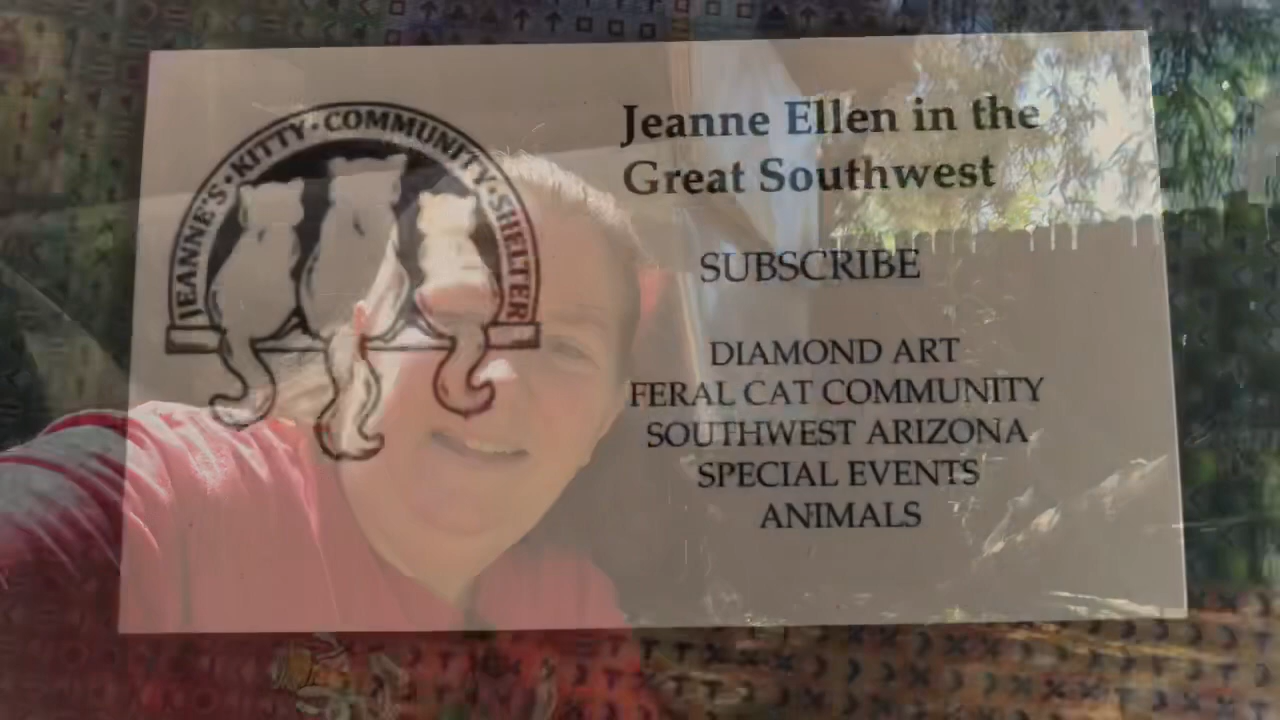 JEANNE'S · KITTY · COMMUNITY · SHELTER
Jeanne Ellen in the
Great Southwest
SUBSCRIBE
DIAMOND ART
FERAL CAT COMMUNITY
SOUTHWEST ARIZONA
SPECIAL EVENTS
ANIMALS